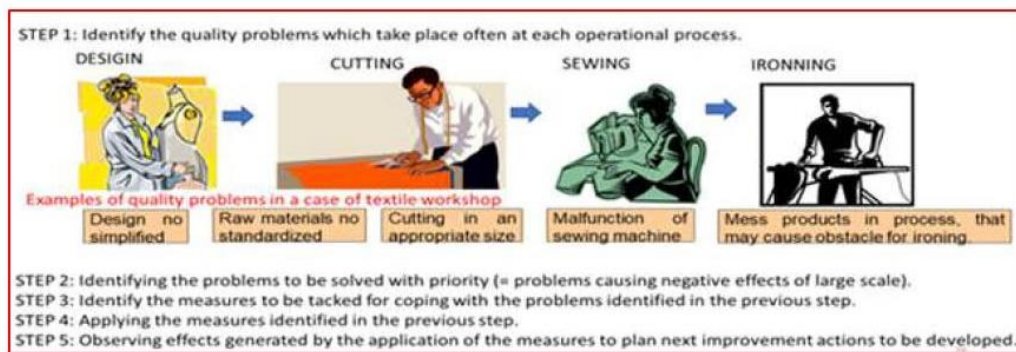 STEP 1: Identify the quality problems which take place often at each operational process.
DESIGIN
CUTTING
SEWING
IRONNING
Examples of quality problems in a case of textile workshop
Design no
simplified
Raw materials no
standardized
Cutting in an
appropriate size
Malfunction of
sewing machine
Mess products in process, that
may cause obstacle for ironing.
STEP 2: Identifying the problems to be solved with priority (= problems causing negative effects of large scale).
STEP 3: Identify the measures to be tacked for coping with the problems identified in the previous step.
STEP 4: Applying the measures identified in the previous step.
STEP 5: Observing effects generated by the application of the measures to plan next improvement actions to be developed.